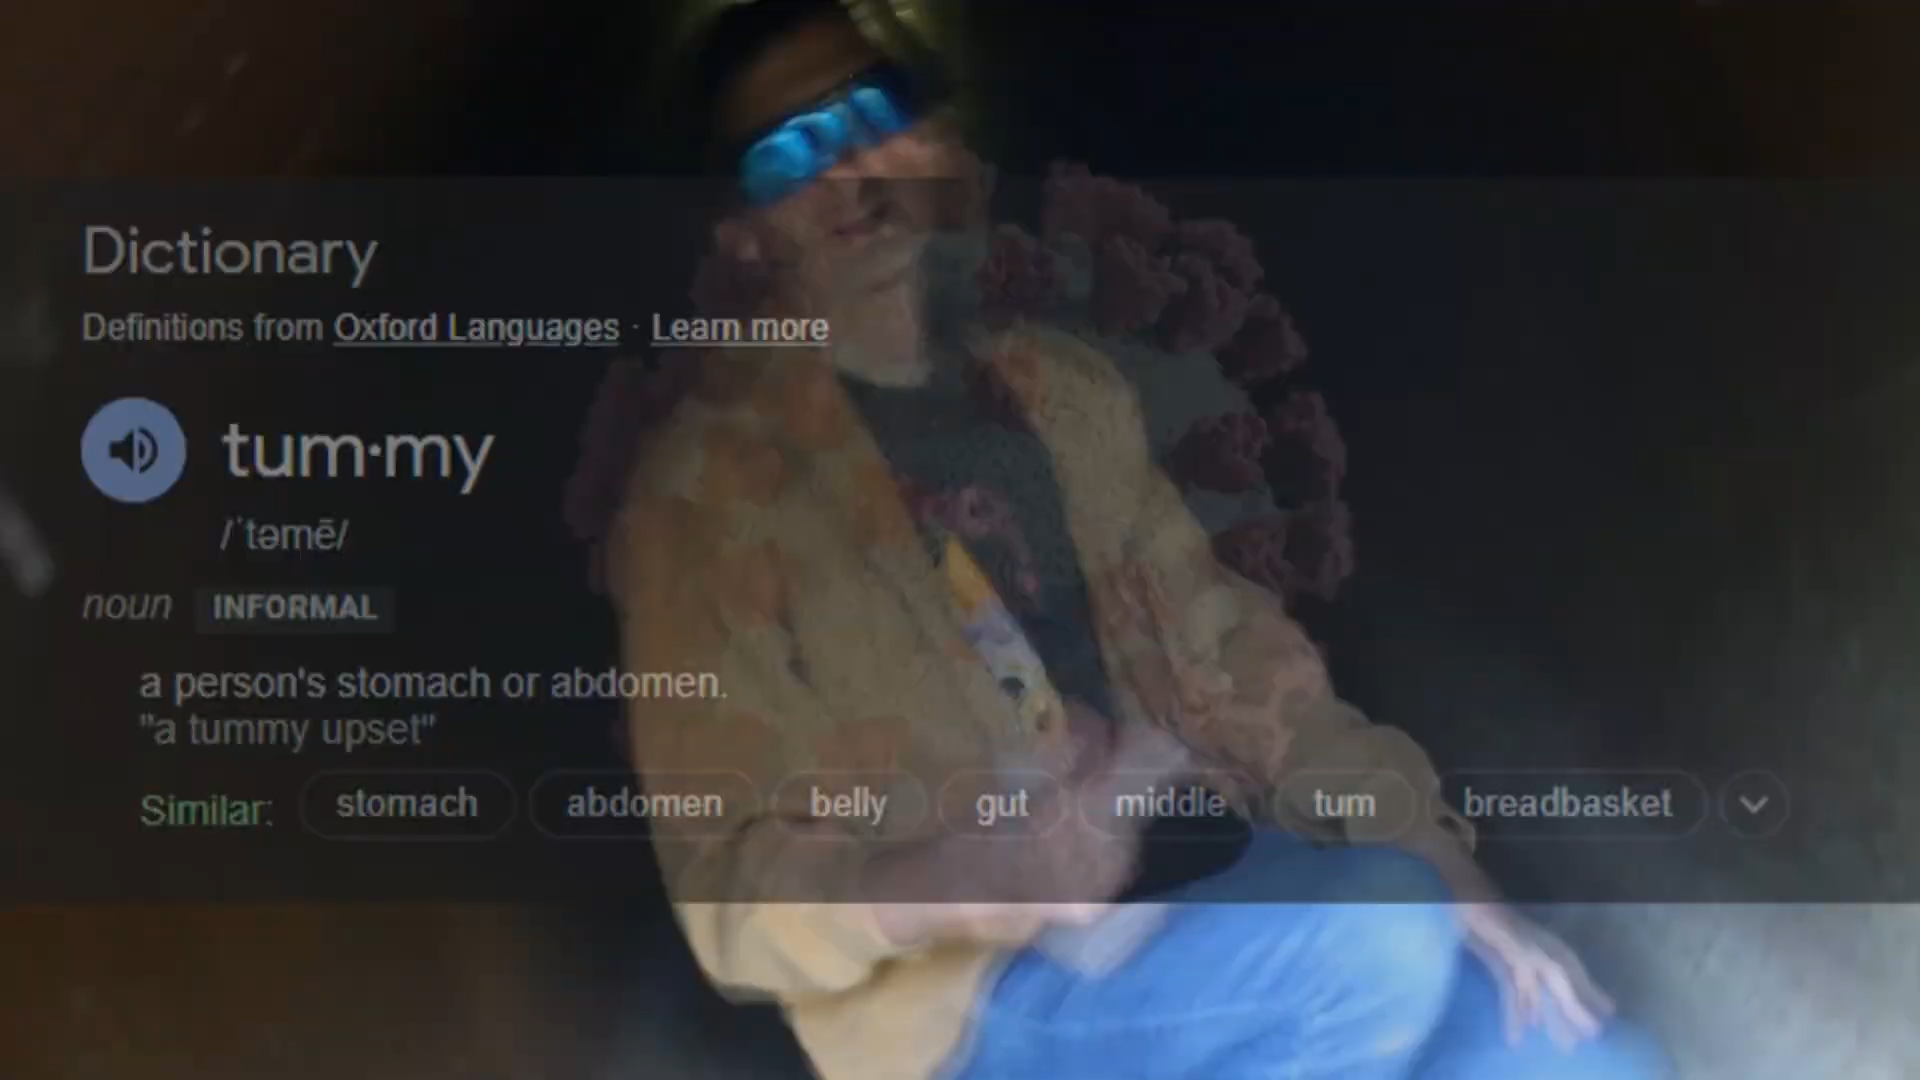 Dictionary
Definitions from Oxford Languages · Learn more
tum·my
/ˈtəmē/
noun INFORMAL
a person's stomach or abdomen.
"a tummy upset"
Similar: stomach abdomen belly gut middle tum breadbasket